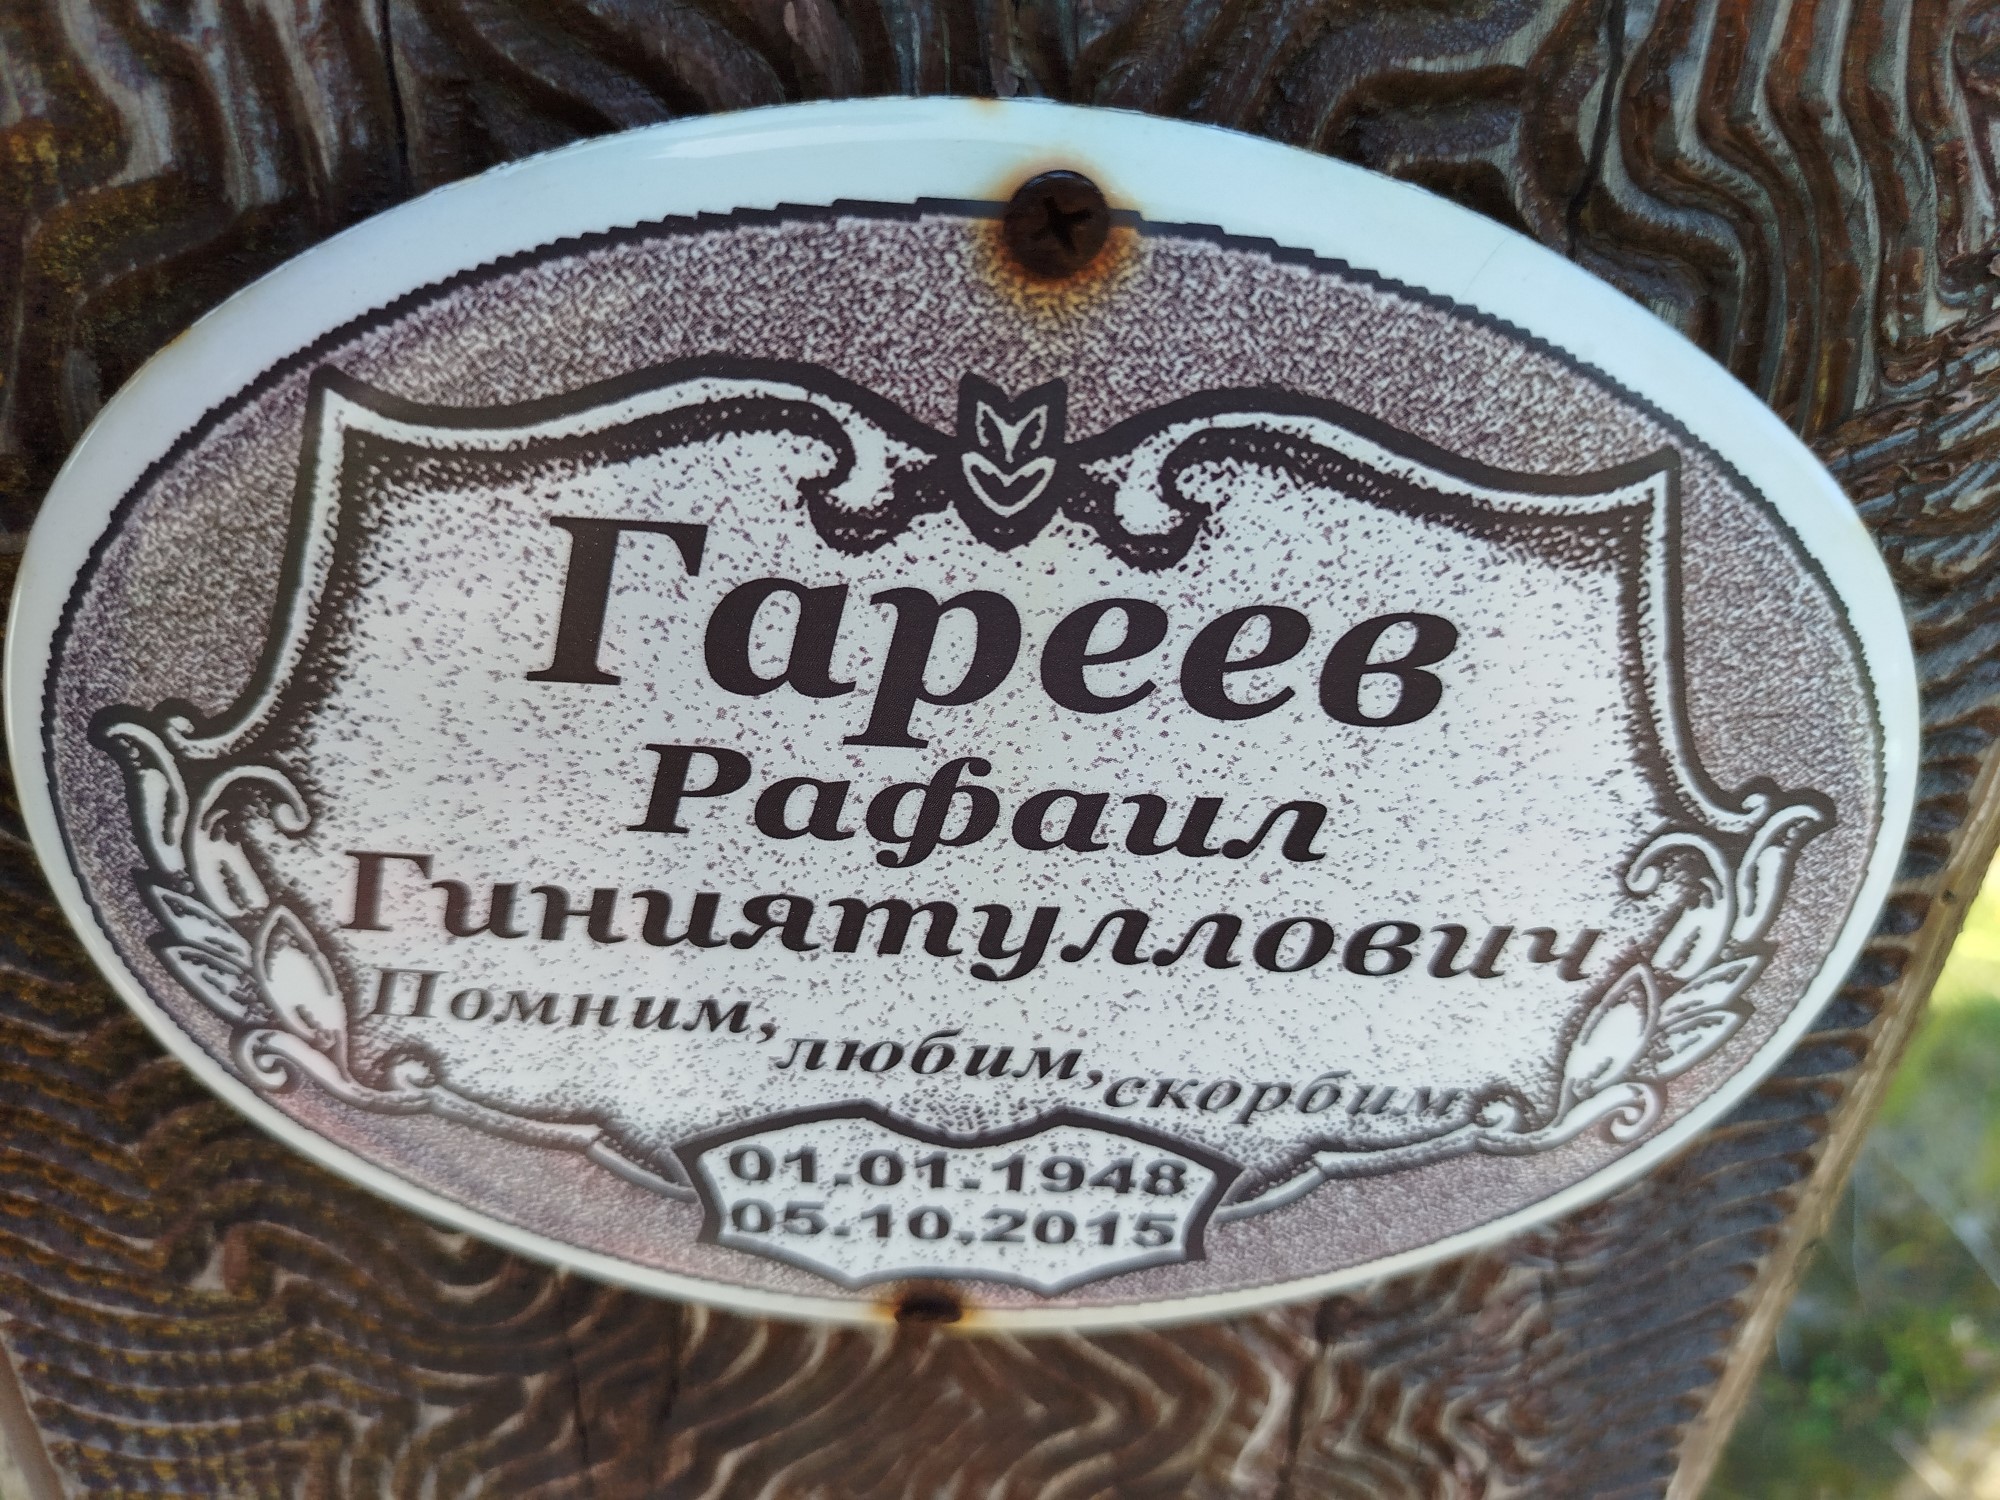 Гареев
Рафаил
Гиниятуллович
Помним, любим, скорбим
01.01.1948
05.10.2015